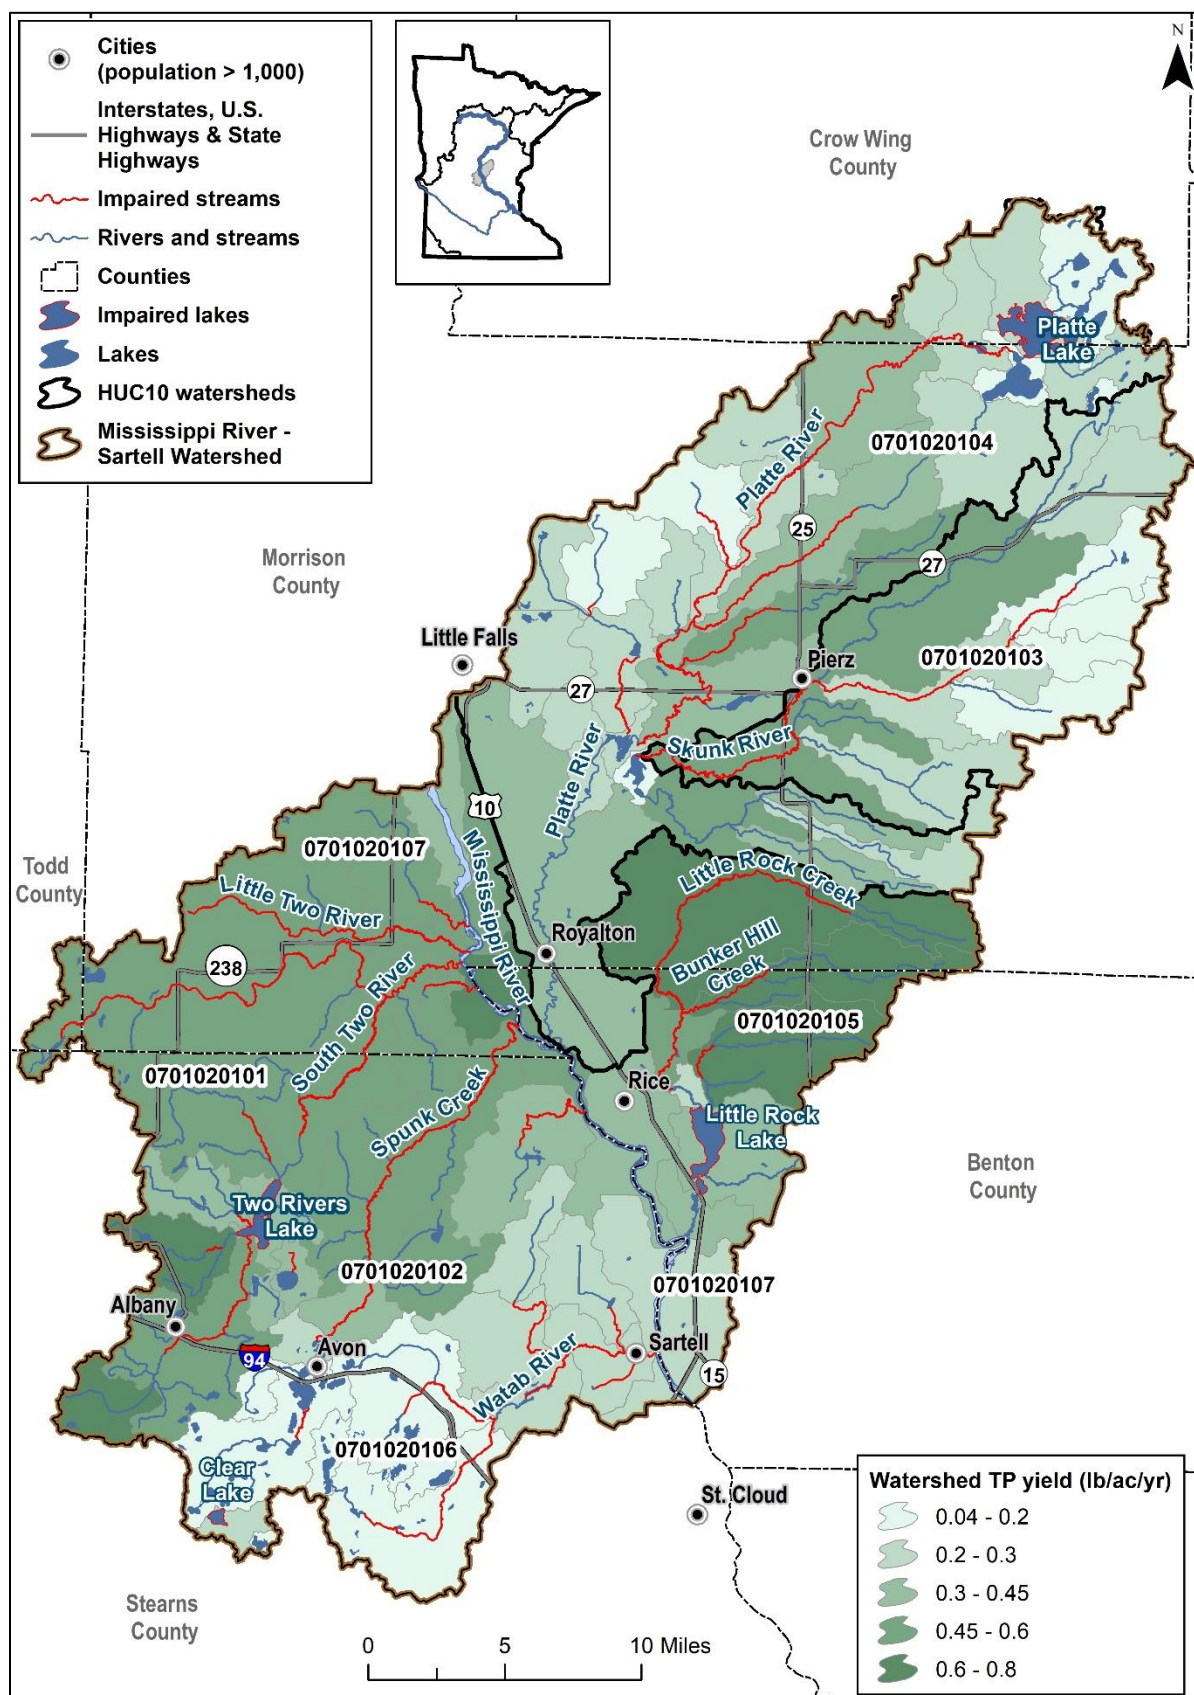 Cities
(population > 1,000)
Interstates, U.S.
Highways & State
Highways
Impaired streams
Rivers and streams
Counties
Impaired lakes
Lakes
HUC10 watersheds
Mississippi River -
Sartell Watershed
N
Crow Wing
County
Platte
Lake
0701020104
Platte River
25
27
Morrison
County
Little Falls
Pierz
0701020103
27
Skunk River
Platte River
10
0701020107
Mississippi River
Todd
County
Little Two River
Little Rock Creek
Royalton
Bunker Hill
Creek
238
South Two River
0701020105
0701020101
Rice
Spunk Creek
Little Rock
Lake
Benton
County
Two Rivers
Lake
0701020102
0701020107
Albany
Avon
Sartell
94
15
Watab River
0701020106
Clear
Lake
St. Cloud
Stearns
County
0 5 10 Miles
Watershed TP yield (lb/ac/yr)
0.04 - 0.2
0.2 - 0.3
0.3 - 0.45
0.45 - 0.6
0.6 - 0.8